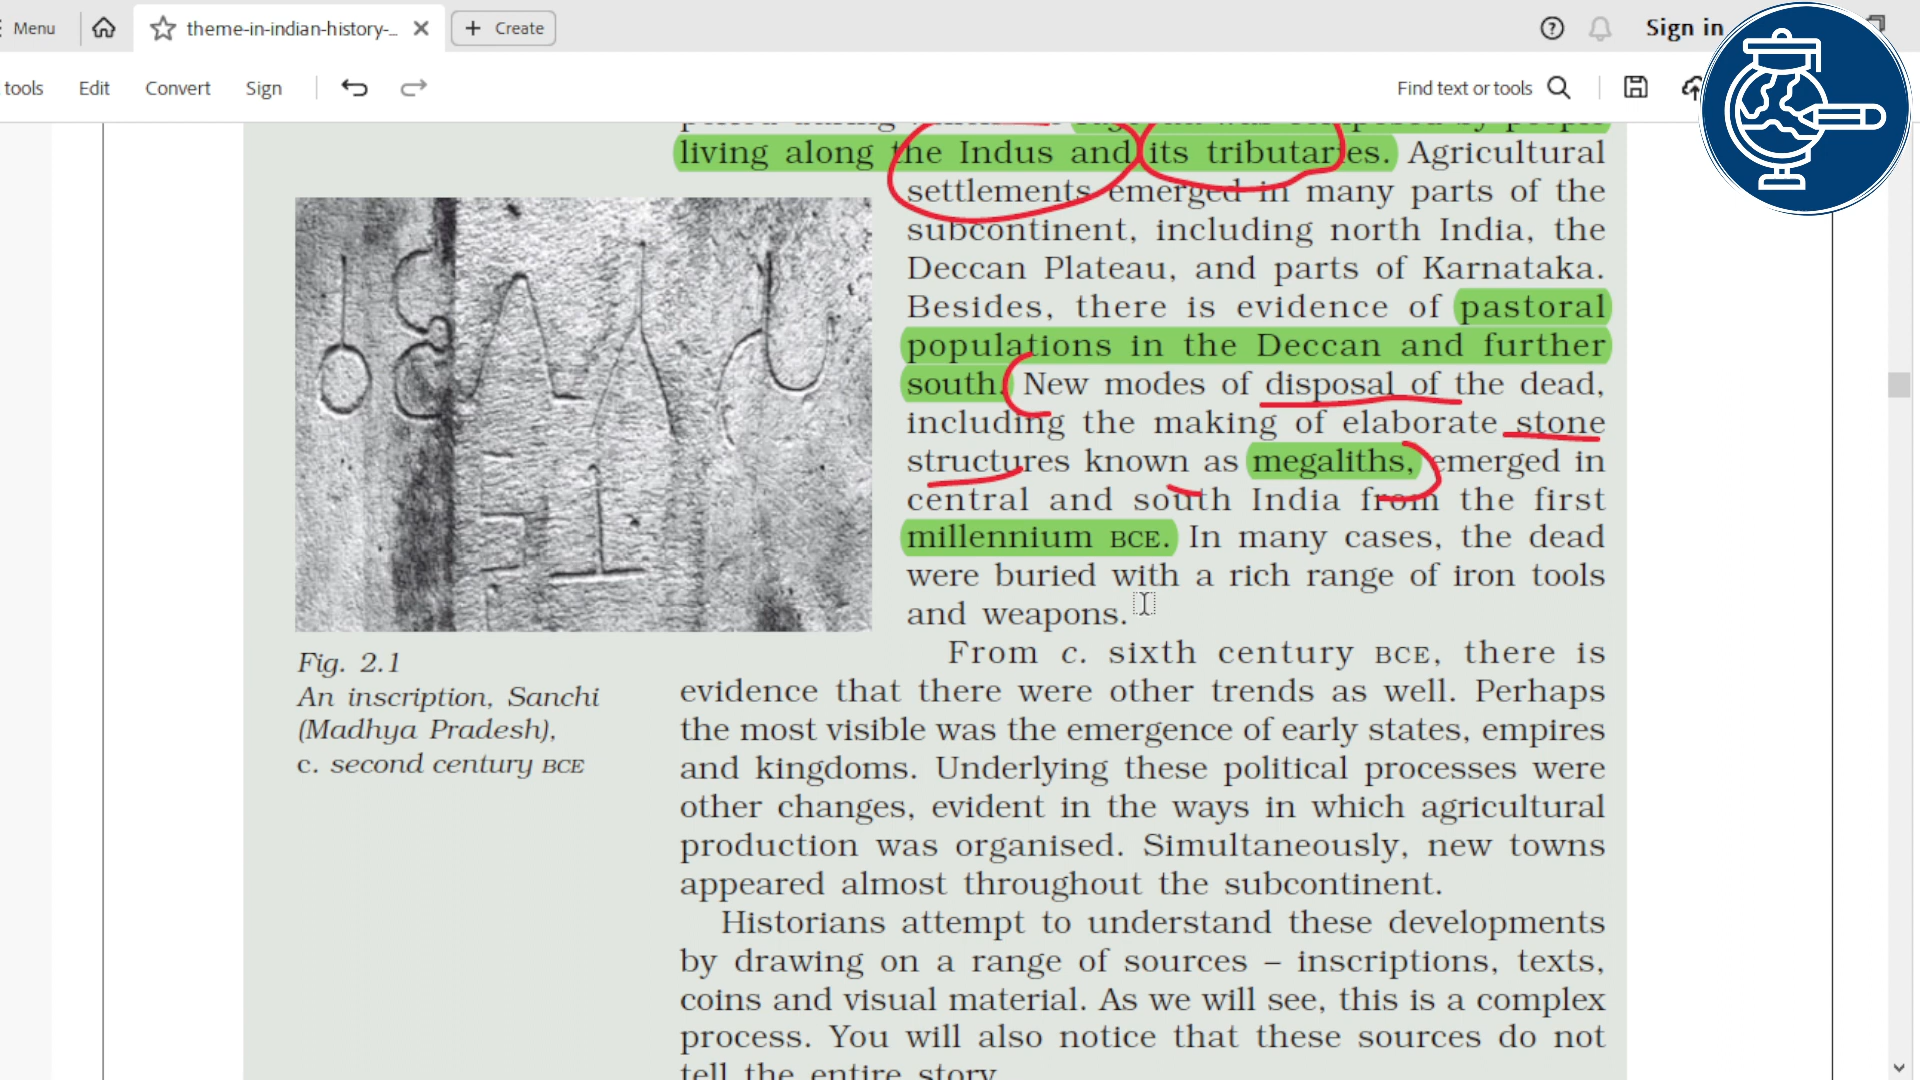 Menu
theme-in-indian-history-...
Create
Sign in
tools
Edit
Convert
Sign
Find text or tools
living along the Indus and its tributaries. Agricultural
settlements emerged in many parts of the
subcontinent, including north India, the
Deccan Plateau, and parts of Karnataka.
Besides, there is evidence of pastoral
populations in the Deccan and further
south. New modes of disposal of the dead,
including the making of elaborate stone
structures known as megaliths, emerged in
central and south India from the first
millennium BCE. In many cases, the dead
were buried with a rich range of iron tools
and weapons.
From c. sixth century BCE, there is
evidence that there were other trends as well. Perhaps
the most visible was the emergence of early states, empires
and kingdoms. Underlying these political processes were
other changes, evident in the ways in which agricultural
production was organised. Simultaneously, new towns
appeared almost throughout the subcontinent.
Historians attempt to understand these developments
by drawing on a range of sources – inscriptions, texts,
coins and visual material. As we will see, this is a complex
process. You will also notice that these sources do not
tell the entire story.
Fig. 2.1
An inscription, Sanchi
(Madhya Pradesh),
c. second century BCE